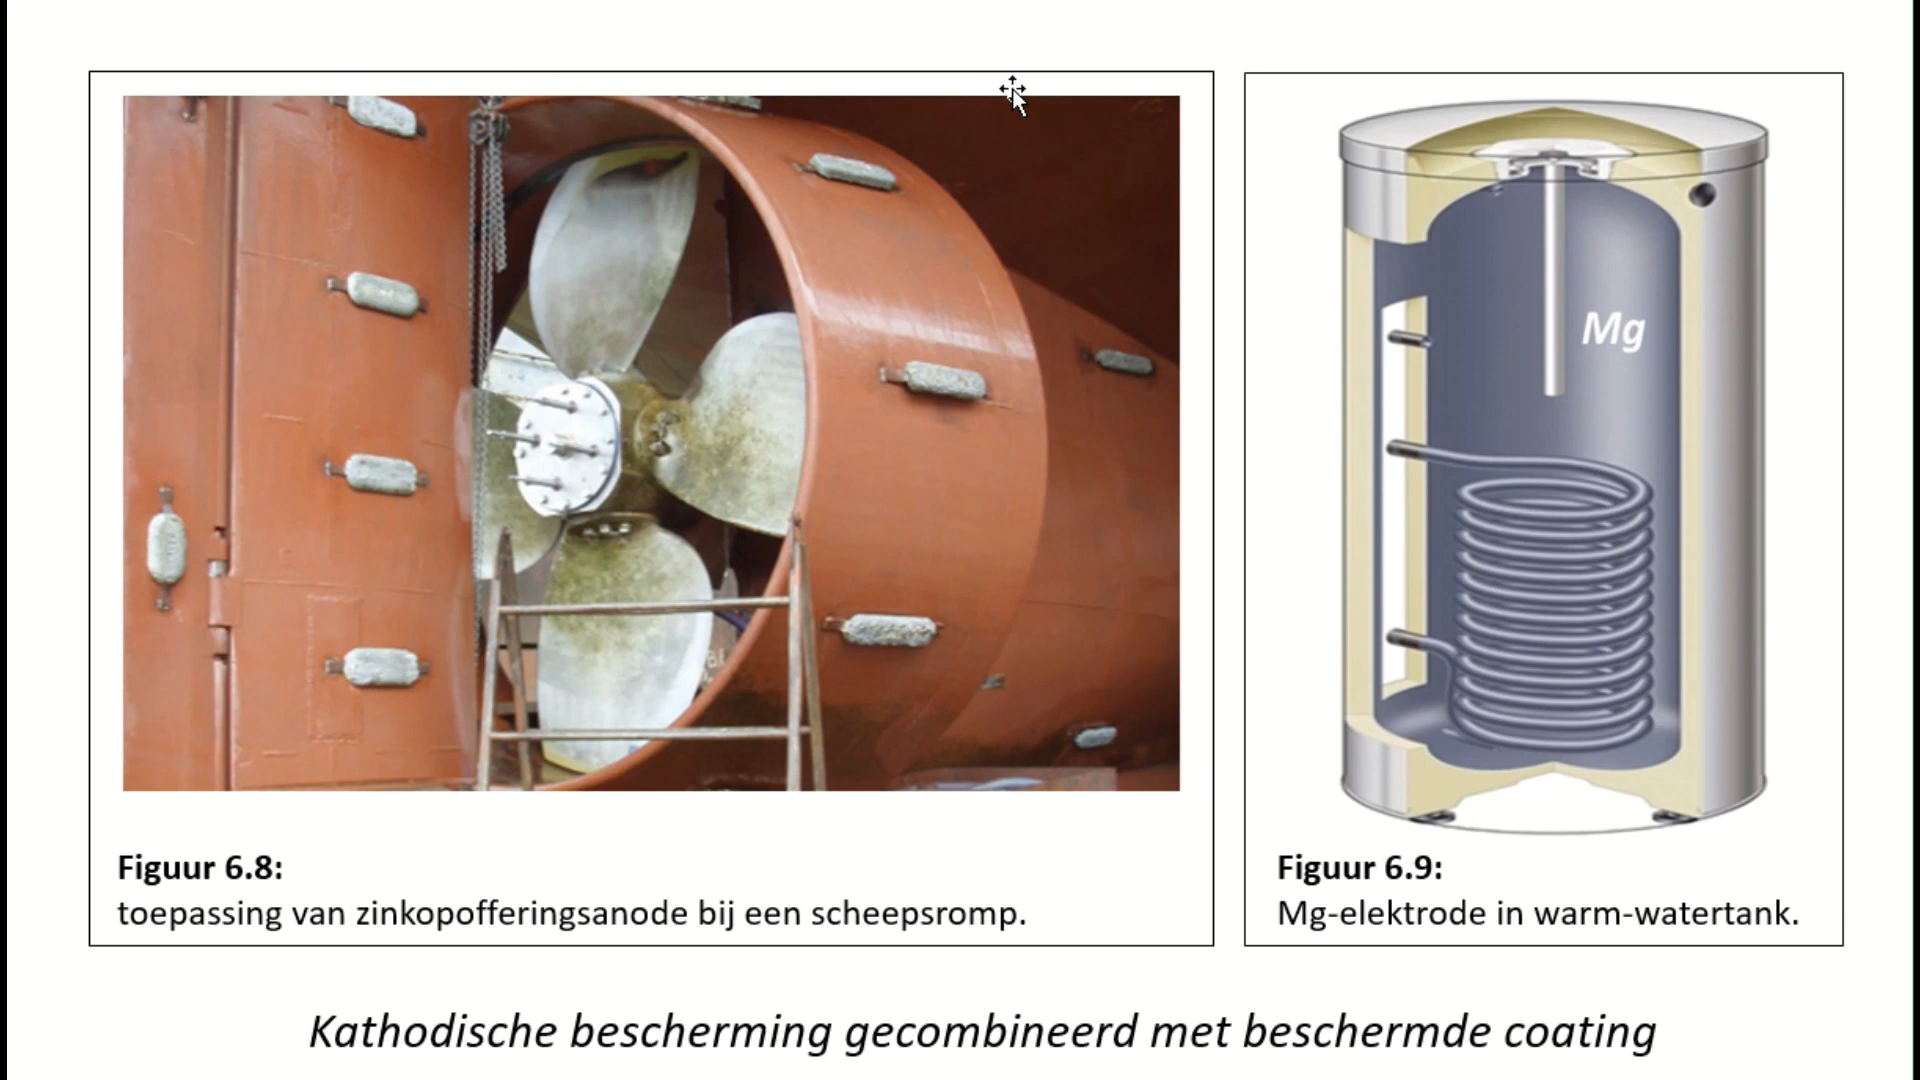 Mg
Figuur 6.8:
toepassing van zinkopofferingsanode bij een scheepsromp.
Figuur 6.9:
Mg-elektrode in warm-watertank.
Kathodische bescherming gecombineerd met beschermde coating